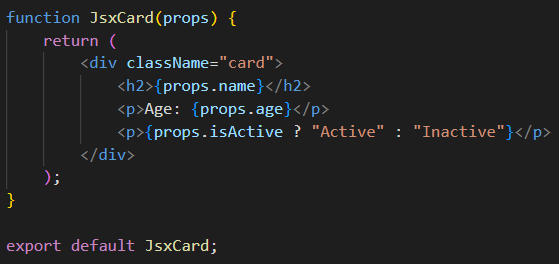 function JsxCard(props) {
    return (
        <div className="card">
            <h2>{props.name}</h2>
            <p>Age: {props.age}</p>
            <p>{props.isActive ? "Active" : "Inactive"}</p>
        </div>
    );
}

export default JsxCard;